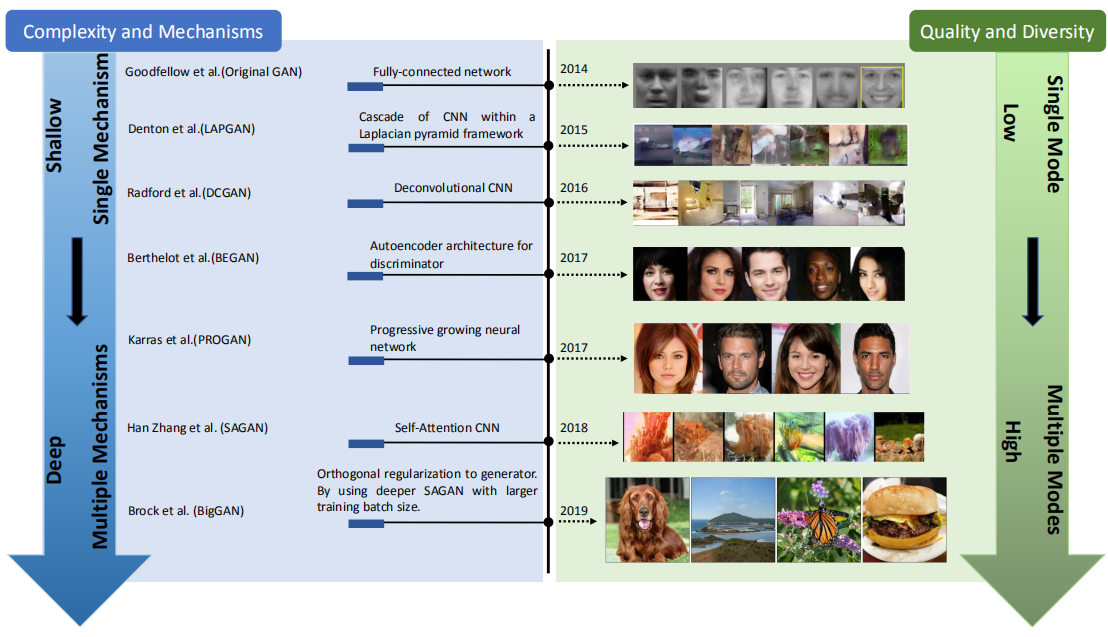 Complexity and Mechanisms
Quality and Diversity
Shallow
Single Mechanism
Deep
Multiple Mechanisms
Goodfellow et al.(Original GAN)
Fully-connected network
2014
Denton et al.(LAPGAN)
Cascade of CNN within a
Laplacian pyramid framework
2015
Radford et al.(DCGAN)
Deconvolutional CNN
2016
Berthelot et al.(BEGAN)
Autoencoder architecture for
discriminator
2017
Karras et al.(PROGAN)
Progressive growing neural
network
2017
Han Zhang et al. (SAGAN)
Self-Attention CNN
2018
Brock et al. (BigGAN)
Orthogonal regularization to generator.
By using deeper SAGAN with larger
training batch size.
2019
Low
Single Mode
High
Multiple Modes